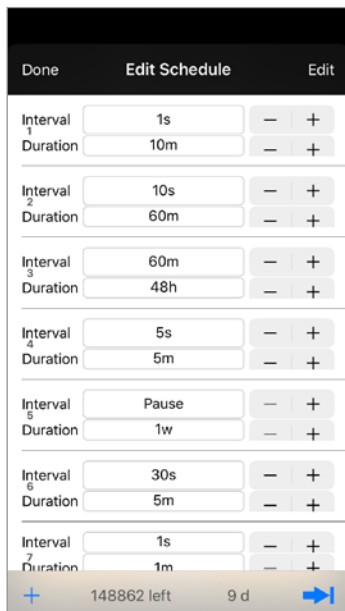 Done Edit Schedule Edit
Interval 1s − +
1
Duration 10m − +
Interval 10s − +
2
Duration 60m − +
Interval 60m − +
3
Duration 48h − +
Interval 5s − +
4
Duration 5m − +
Interval Pause − +
5
Duration 1w − +
Interval 30s − +
6
Duration 5m − +
Interval 1s − +
7
Duration 1m − +
+ 148862 left 9 d